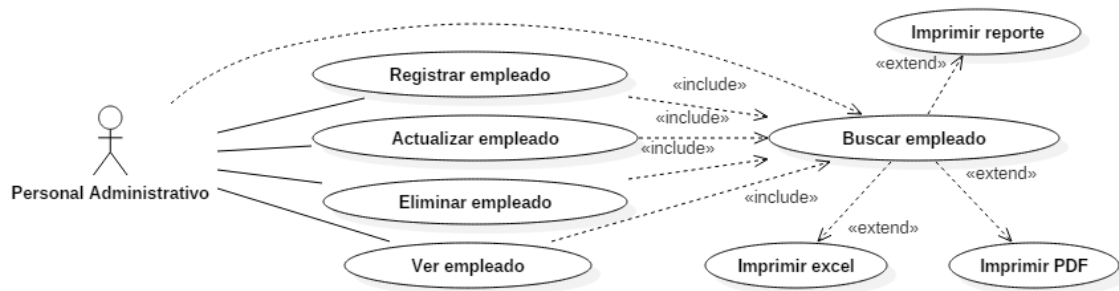 Imprimir reporte
«extend»
Registrar empleado
«include»
«include»
Actualizar empleado
Buscar empleado
«include»
Personal Administrativo
«extend»
Eliminar empleado
«include»
«extend»
Ver empleado
Imprimir excel
Imprimir PDF